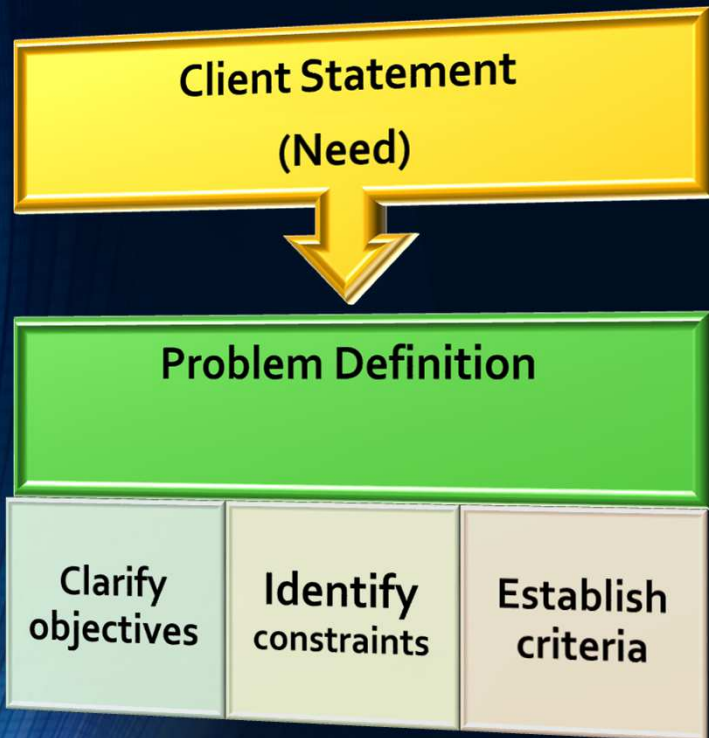 Client Statement
(Need)
Problem Definition
Clarify
objectives
Identify
constraints
Establish
criteria